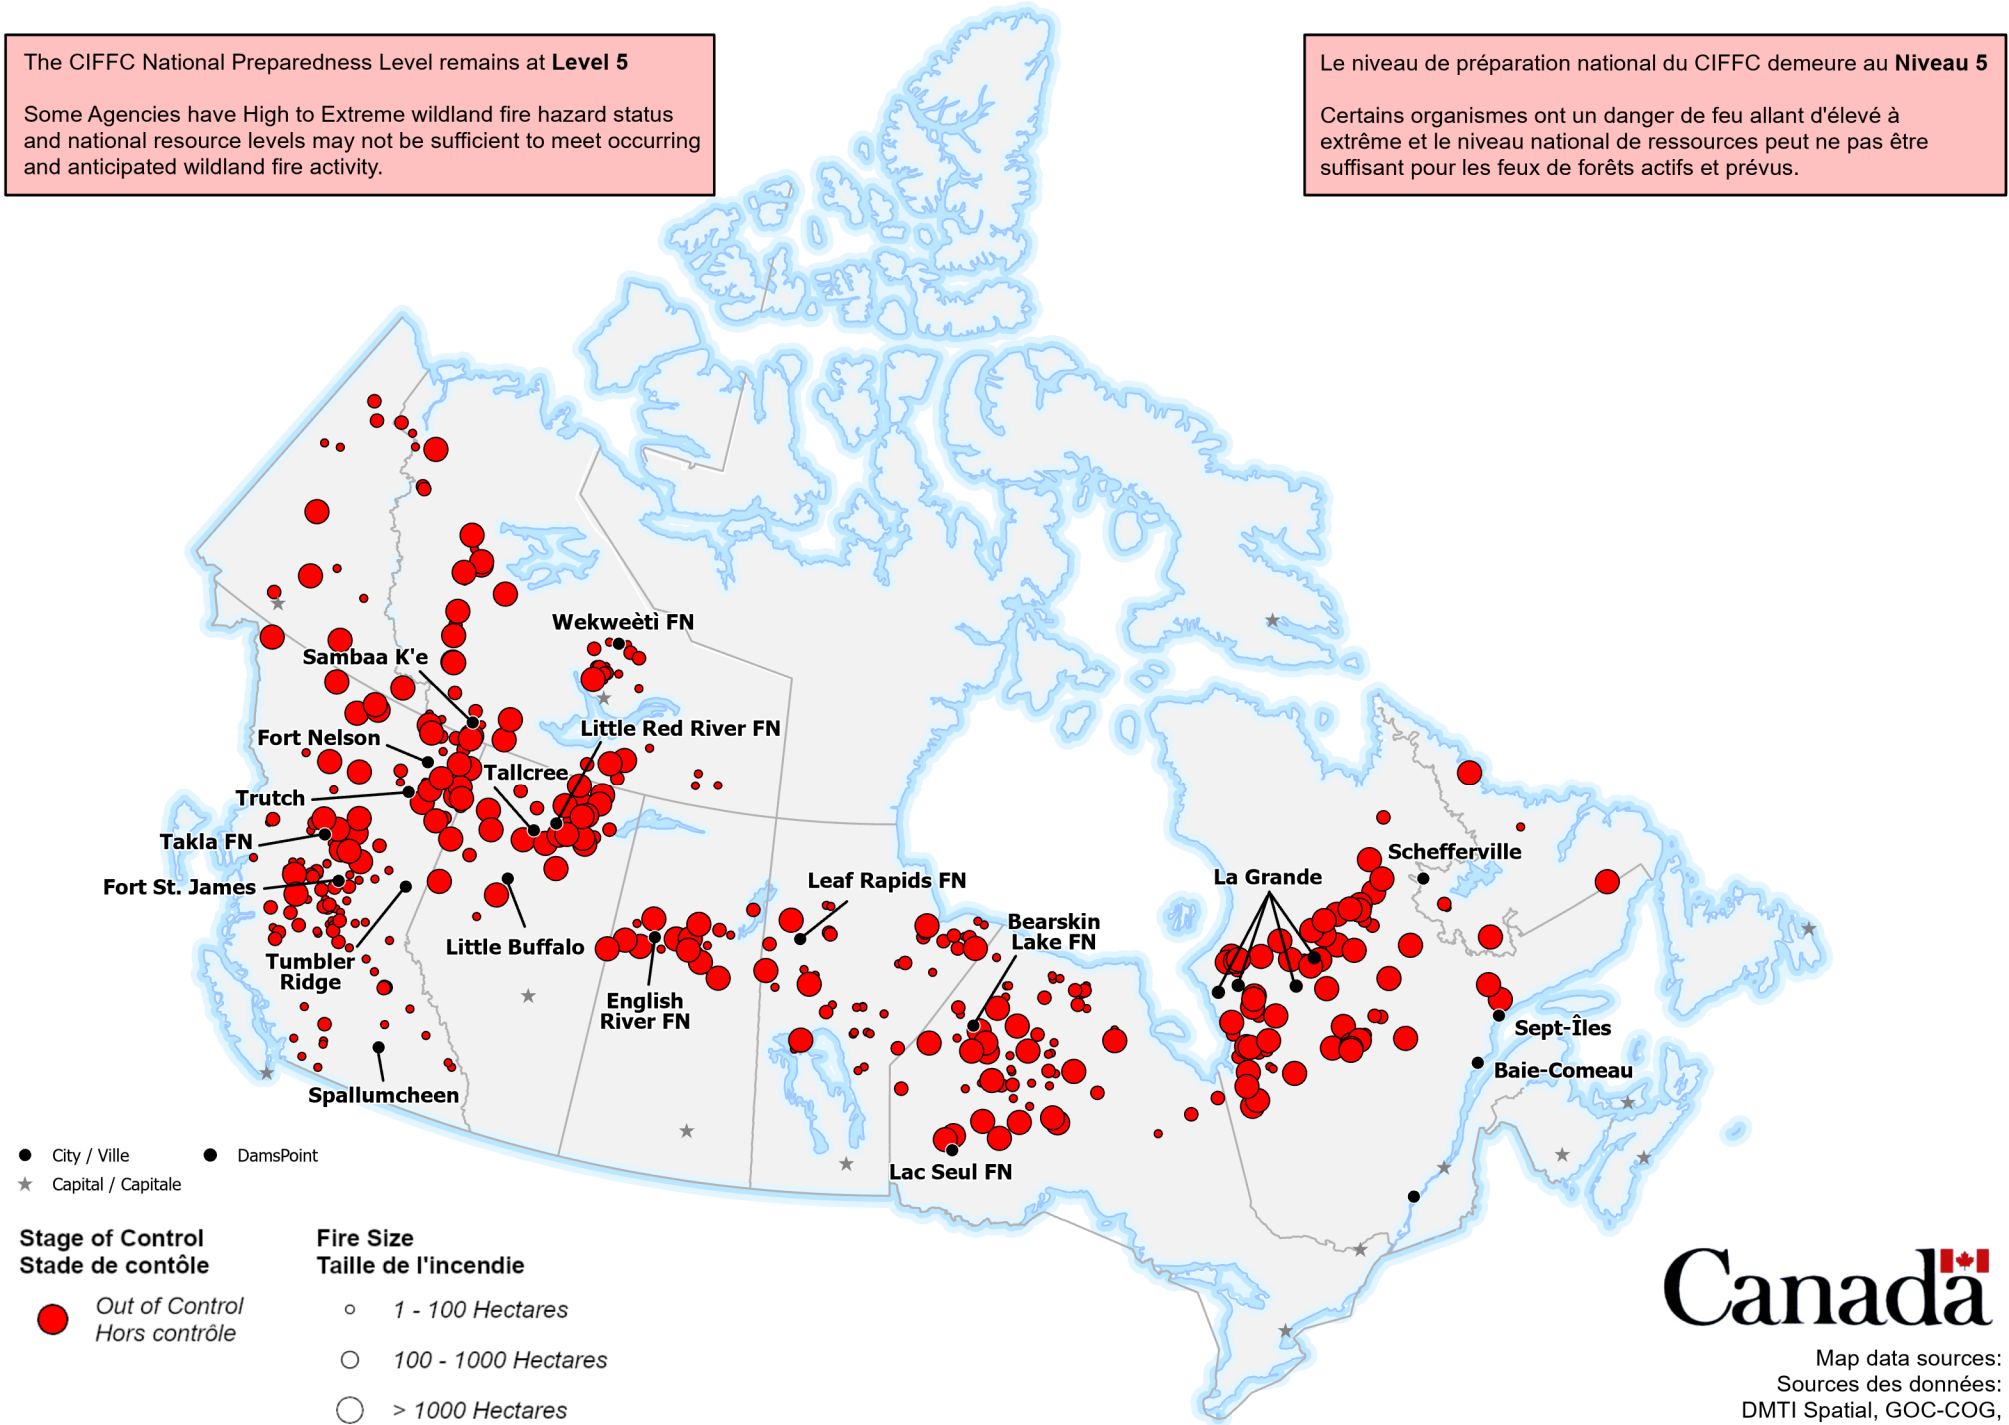 The CIFFC National Preparedness Level remains at Level 5
Some Agencies have High to Extreme wildland fire hazard status
and national resource levels may not be sufficient to meet occurring
and anticipated wildland fire activity.
Le niveau de préparation national du CIFFC demeure au Niveau 5
Certains organismes ont un danger de feu allant d'élevé à
extrême et le niveau national de ressources peut ne pas être
suffisant pour les feux de forêts actifs et prévus.
Wekweètì FN
Sambaa K'e
Little Red River FN
Fort Nelson
Tallcree
Trutch
Takla FN
Fort St. James
Tumbler
Ridge
Little Buffalo
English
River FN
Leaf Rapids FN
Bearskin
Lake FN
Lac Seul FN
Spallumcheen
La Grande
Schefferville
Sept-Îles
Baie-Comeau
City / Ville
DamsPoint
Capital / Capitale
Stage of Control
Stade de contôle
Out of Control
Hors contrôle
Fire Size
Taille de l'incendie
1 - 100 Hectares
100 - 1000 Hectares
> 1000 Hectares
Canada
Map data sources:
Sources des données:
DMTI Spatial, GOC-COG,